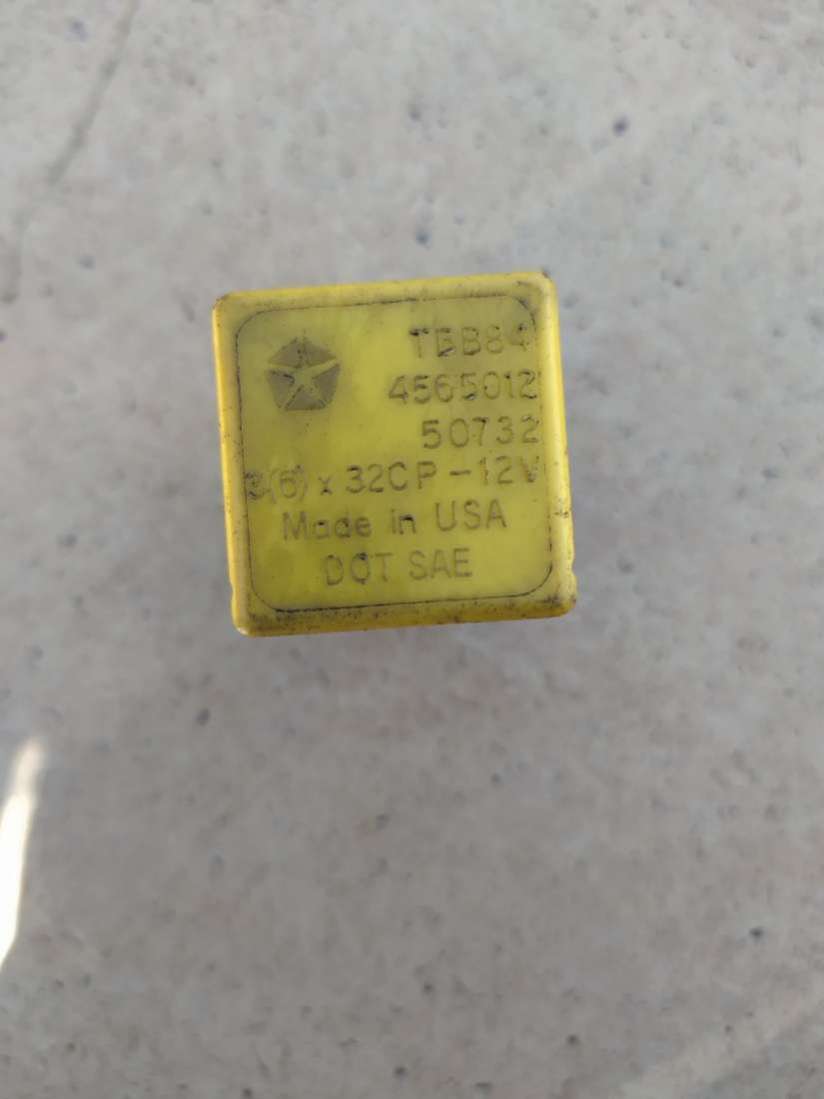 TBB84
4565012
50732
3(6) x 32CP-12V
Made in USA
DOT SAE